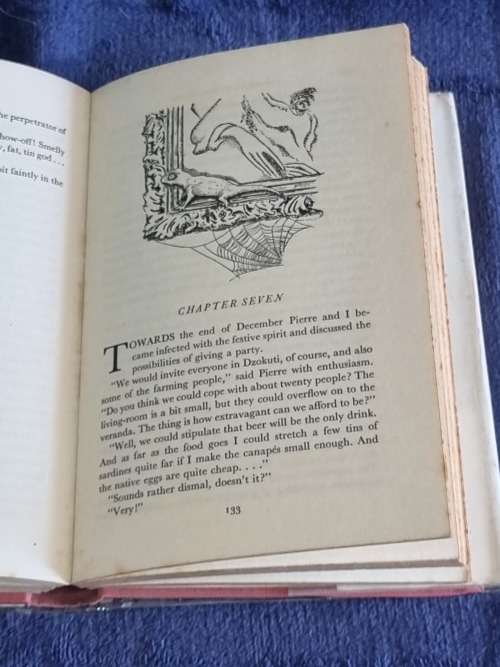 he perpetrator of
how-off! Smelly
, fat, tin god . . .
bit faintly in the
CHAPTER SEVEN
TOWARDS the end of December Pierre and I be-
came infected with the festive spirit and discussed the
possibilities of giving a party.
"We would invite everyone in Dzokuti, of course, and also
some of the farming people," said Pierre with enthusiasm.
"Do you think we could cope with about twenty people? The
living-room is a bit small, but they could overflow on to the
veranda. The thing is how extravagant can we afford to be?"
"Well, we could stipulate that beer will be the only drink.
And as far as the food goes I could stretch a few tins of
sardines quite far if I make the canapés small enough. And
the native eggs are quite cheap. . . ."
"Sounds rather dismal, doesn't it?"
"Very!"
133